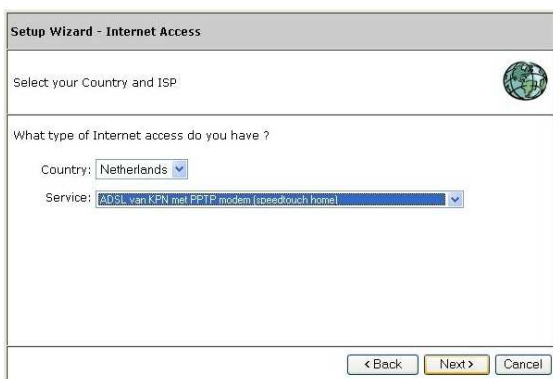 Setup Wizard - Internet Access
Select your Country and ISP
What type of Internet access do you have ?
Country: Netherlands
Service: ADSL van KPN met PPTP modem (speedtouch home)
< Back Next > Cancel